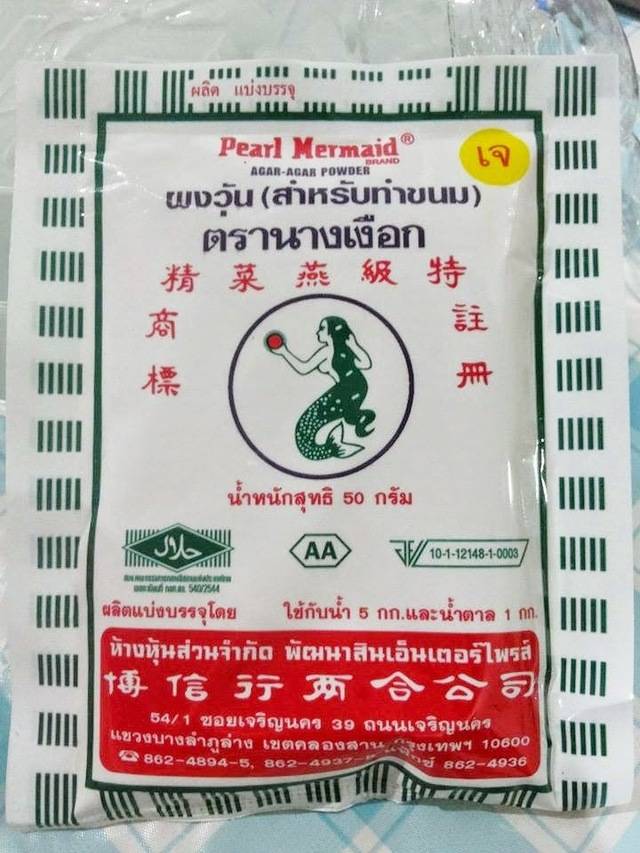 ผลิต แบ่งบรรจุ
Pearl Mermaid®
BRAND
AGAR-AGAR POWDER
เจ
ผงวุ้น (สำหรับทำขนม)
ตรานางเงือก
精菜燕級特
商標
註冊
น้ำหนักสุทธิ 50 กรัม
حلال
AA
10-1-12148-1-0003
ผลิตแบ่งบรรจุโดย
ใช้กับน้ำ 5 กก.และน้ำตาล 1 กก.
ห้างหุ้นส่วนจำกัด พัฒนาสินเอ็นเตอร์ไพรส์
博信行兩合公司
54/1 ซอยเจริญนคร 39 ถนนเจริญนคร
แขวงบางลำภูล่าง เขตคลองสาน กรุงเทพฯ 10600
862-4894-5, 862-4937-8 862-4936